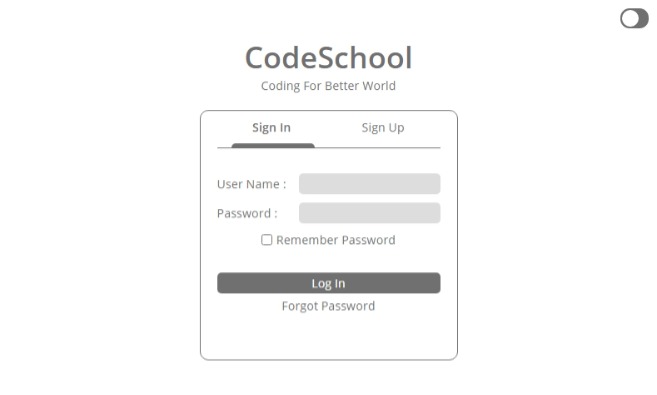 CodeSchool
Coding For Better World
Sign In Sign Up
User Name :
Password :
Remember Password
Log In
Forgot Password